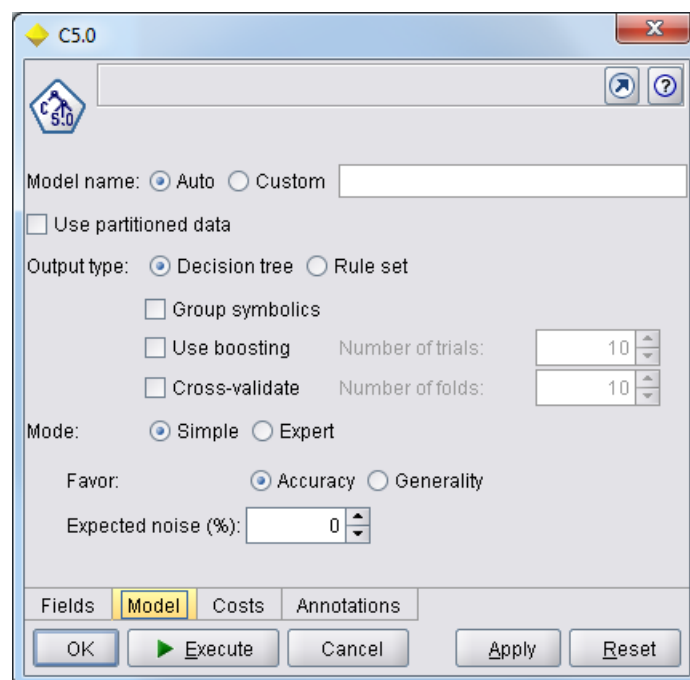 C5.0
C 5.0
Model name: Auto Custom
Use partitioned data
Output type: Decision tree Rule set
Group symbolics
Use boosting Number of trials: 10
Cross-validate Number of folds: 10
Mode: Simple Expert
Favor: Accuracy Generality
Expected noise (%): 0
Fields Model Costs Annotations
OK Execute Cancel Apply Reset